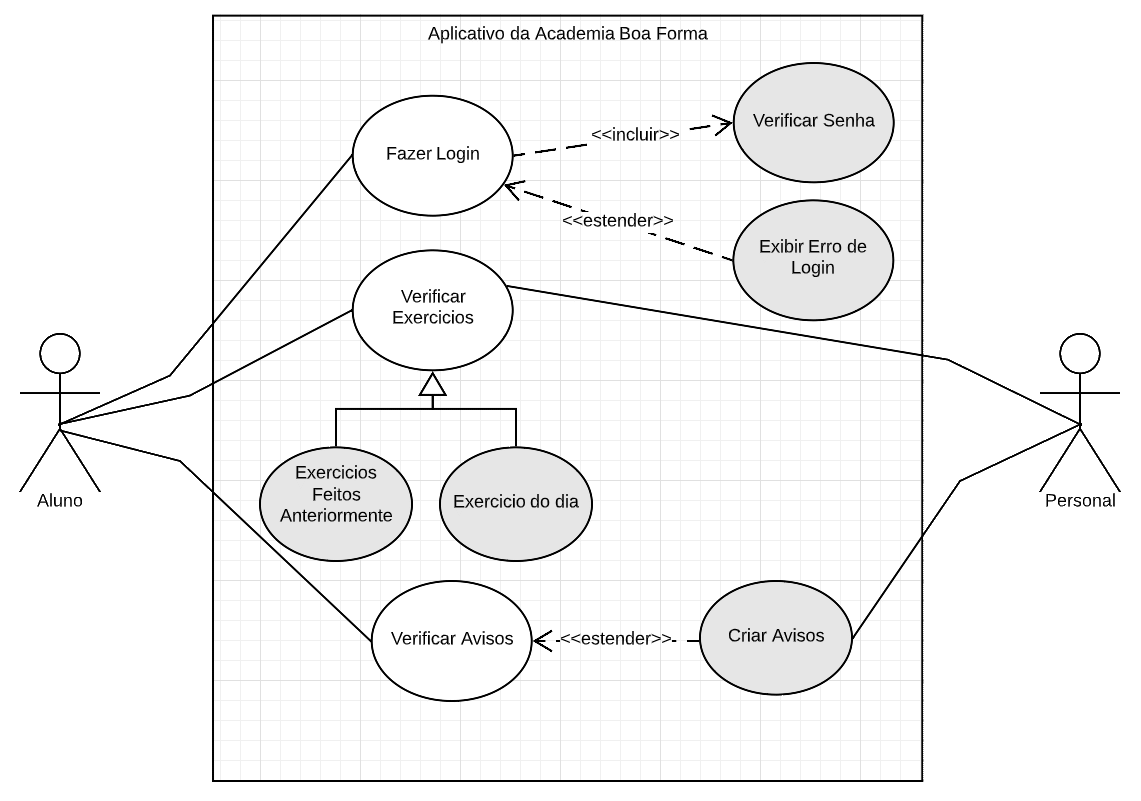 Aplicativo da Academia Boa Forma
Fazer Login
<<incluir>>
Verificar Senha
<<estender>>
Exibir Erro de
Login
Verificar
Exercicios
Aluno
Personal
Exercicios
Feitos
Anteriormente
Exercicio do dia
Verificar Avisos
<<estender>>
Criar Avisos